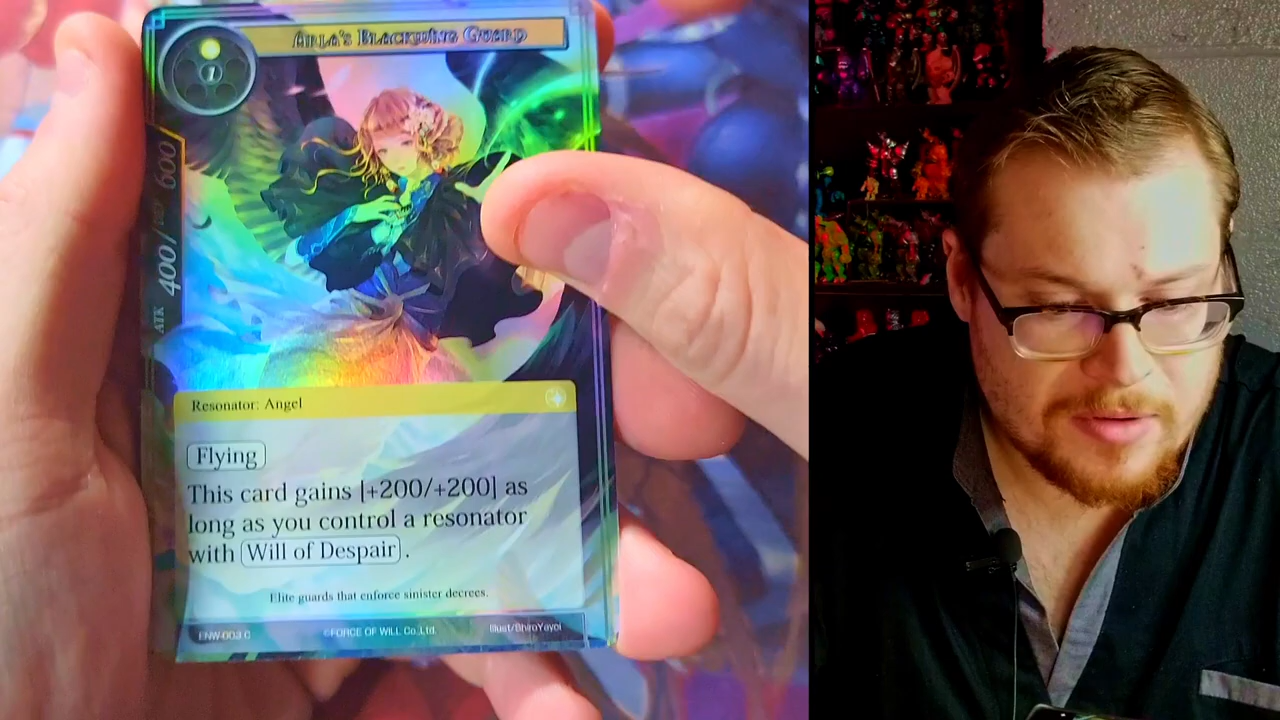 Arla's Blackwing Guard
1
ATK 400 / DEF 600
Resonator: Angel
Flying
This card gains [+200/+200] as
long as you control a resonator
with Will of Despair .
Elite guards that enforce sinister decrees.
ENW-003 C ©FORCE OF WILL Co.,Ltd. Illust/ShiroYayoi